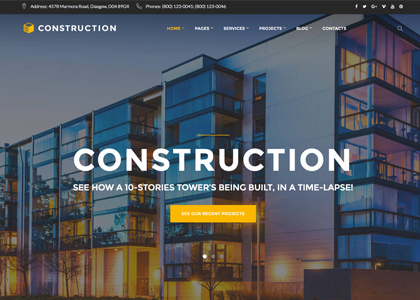 Address: 4578 Marmora Road, Glasgow, D04 89GR Phones: (800) 123-0045; (800) 123-0046
CONSTRUCTION
HOME PAGES SERVICES PROJECTS BLOG CONTACTS
CONSTRUCTION
SEE HOW A 10-STORIES TOWER'S BEING BUILT, IN A TIME-LAPSE!
SEE OUR RECENT PROJECTS